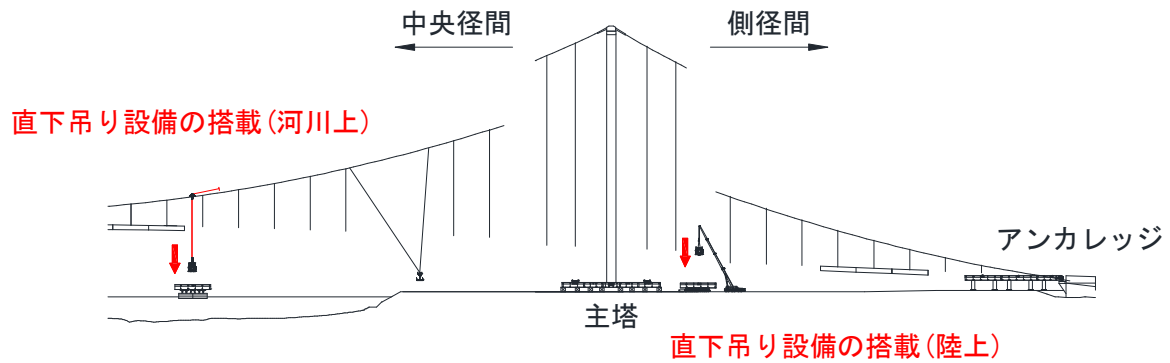 中央径間
側径間
直下吊り設備の搭載(河川上)
アンカレッジ
主塔
直下吊り設備の搭載(陸上)